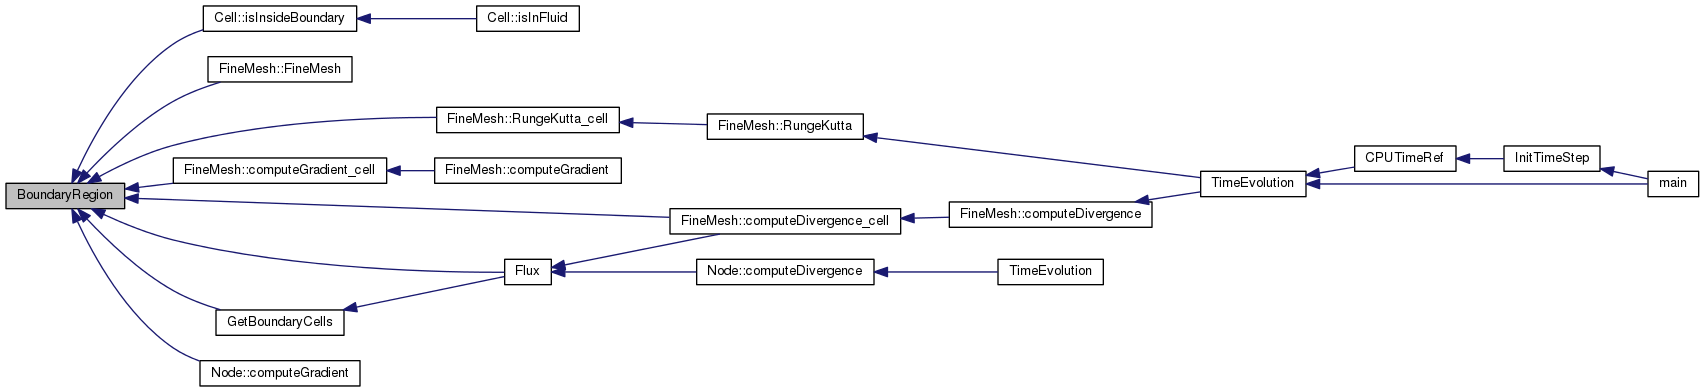 Cell::isInsideBoundary
Cell::isInFluid
FineMesh::FineMesh
FineMesh::RungeKutta_cell
FineMesh::RungeKutta
CPUTimeRef
InitTimeStep
FineMesh::computeGradient_cell
FineMesh::computeGradient
TimeEvolution
main
BoundaryRegion
FineMesh::computeDivergence_cell
FineMesh::computeDivergence
Flux
Node::computeDivergence
TimeEvolution
GetBoundaryCells
Node::computeGradient